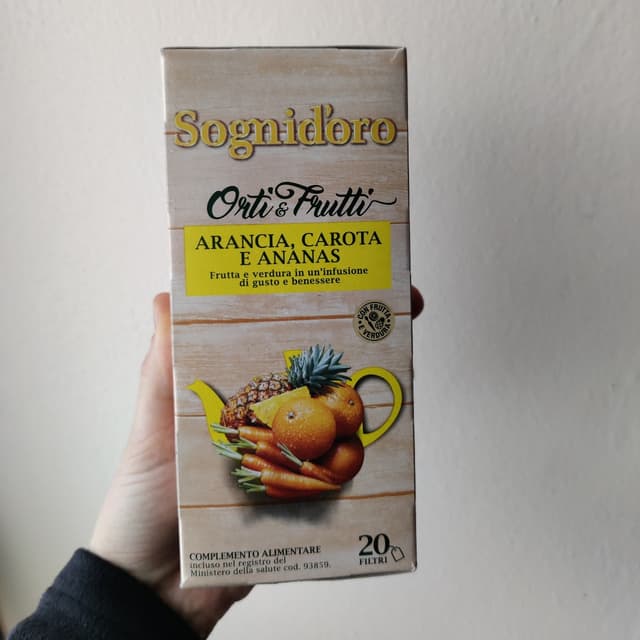 Sognid'oro
Orti & Frutti
ARANCIA, CAROTA
E ANANAS
Frutta e verdura in un'infusione
di gusto e benessere
CON FRUTTA
E VERDURA
COMPLEMENTO ALIMENTARE
incluso nel registro del
Ministero della salute cod. 93859.
20
FILTRI